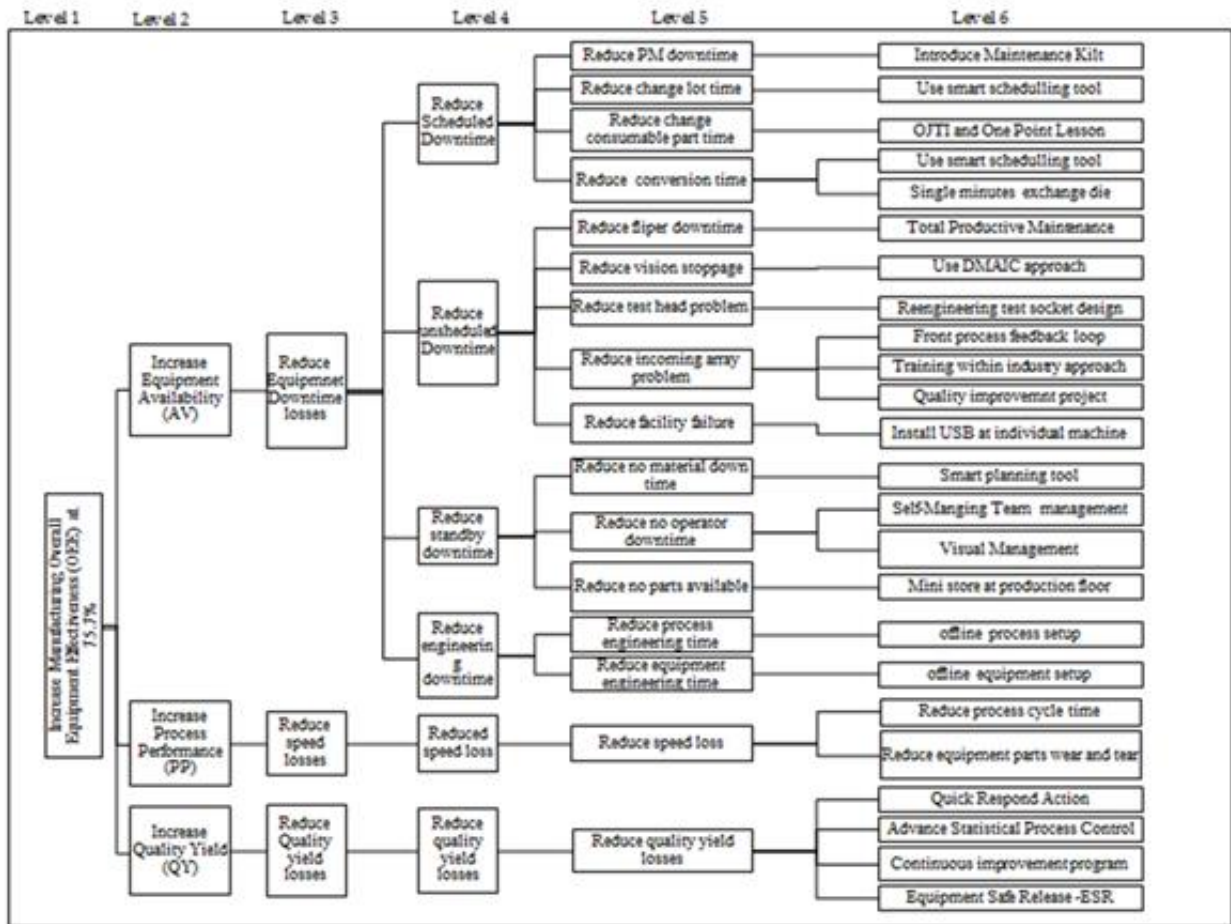 Level 1
Level 2
Level 3
Level 4
Level 5
Level 6
Increase Manufacturing Overall
Equipment Effectiveness (OEE) at
75.7%
Increase
Equipment
Availability
(AV)
Reduce
Equipmnet
Downtime
losses
Reduce
Scheduled
Downtime
Reduce PM downtime
Introduce Maintenance Kilt
Reduce change lot time
Use smart schedulling tool
Reduce change
consumable part time
OJTI and One Point Lesson
Reduce conversion time
Use smart schedulling tool
Single minutes exchange die
Reduce
unsheduled
Downtime
Reduce fliper downtime
Total Productive Maintenance
Reduce vision stoppage
Use DMAIC approach
Reduce test head problem
Reengineering test socket design
Reduce incoming array
problem
Front process feedback loop
Training within industry approach
Quality improvemnt project
Reduce facility failure
Install USB at individual machine
Reduce
standby
downtime
Reduce no material down
time
Smart planning tool
Reduce no operator
downtime
Self-Manging Team management
Visual Management
Reduce no parts available
Mini store at production floor
Reduce
engineerin
g
downtime
Reduce process
engineering time
offline process setup
Reduce equipment
engineering time
offline equipment setup
Increase
Process
Performance
(PP)
Reduce
speed
losses
Reduced
speed loss
Reduce speed loss
Reduce process cycle time
Reduce equipment parts wear and tear
Increase
Quality Yield
(QY)
Reduce
Quality
yield losses
Reduce
quality
yield losses
Reduce quality yield
losses
Quick Respond Action
Advance Statistical Process Control
Continuous improvement program
Equipment Safe Release -ESR